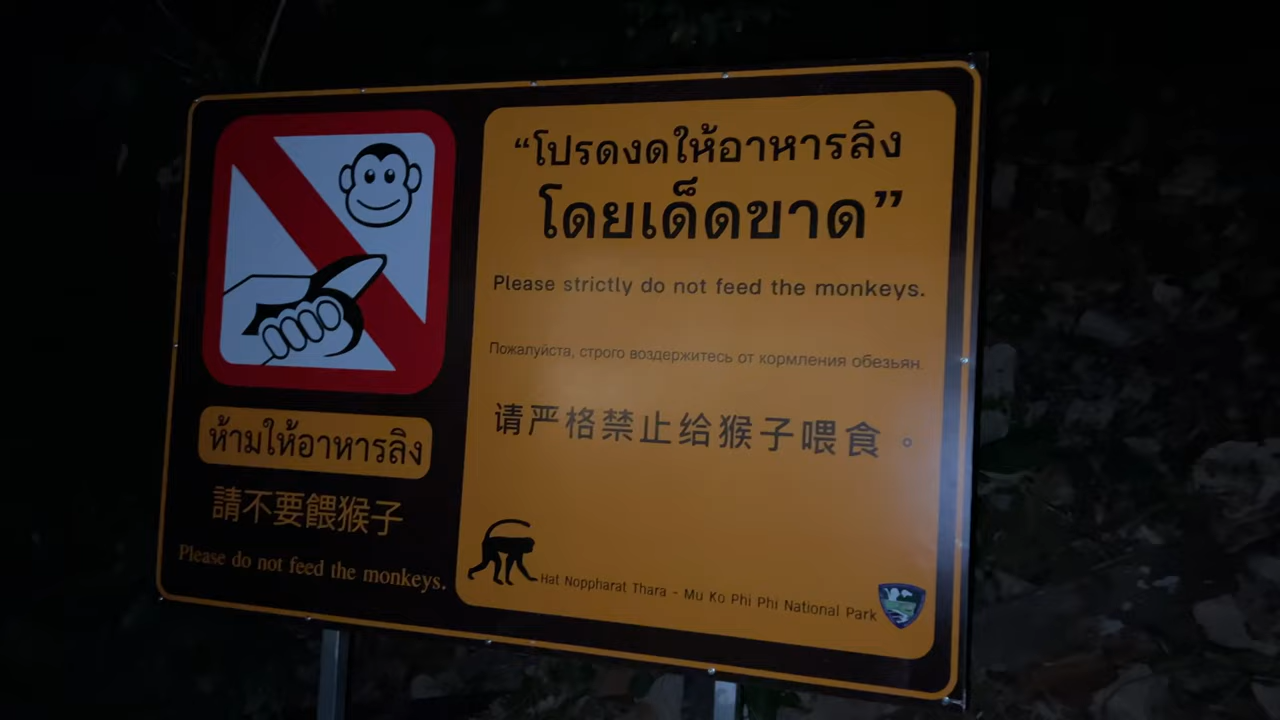 ห้ามให้อาหารลิง
請不要餵猴子
Please do not feed the monkeys.
“โปรดงดให้อาหารลิง
โดยเด็ดขาด”
Please strictly do not feed the monkeys.
Пожалуйста, строго воздержитесь от кормления обезьян.
请严格禁止给猴子喂食。
Hat Noppharat Thara - Mu Ko Phi Phi National Park